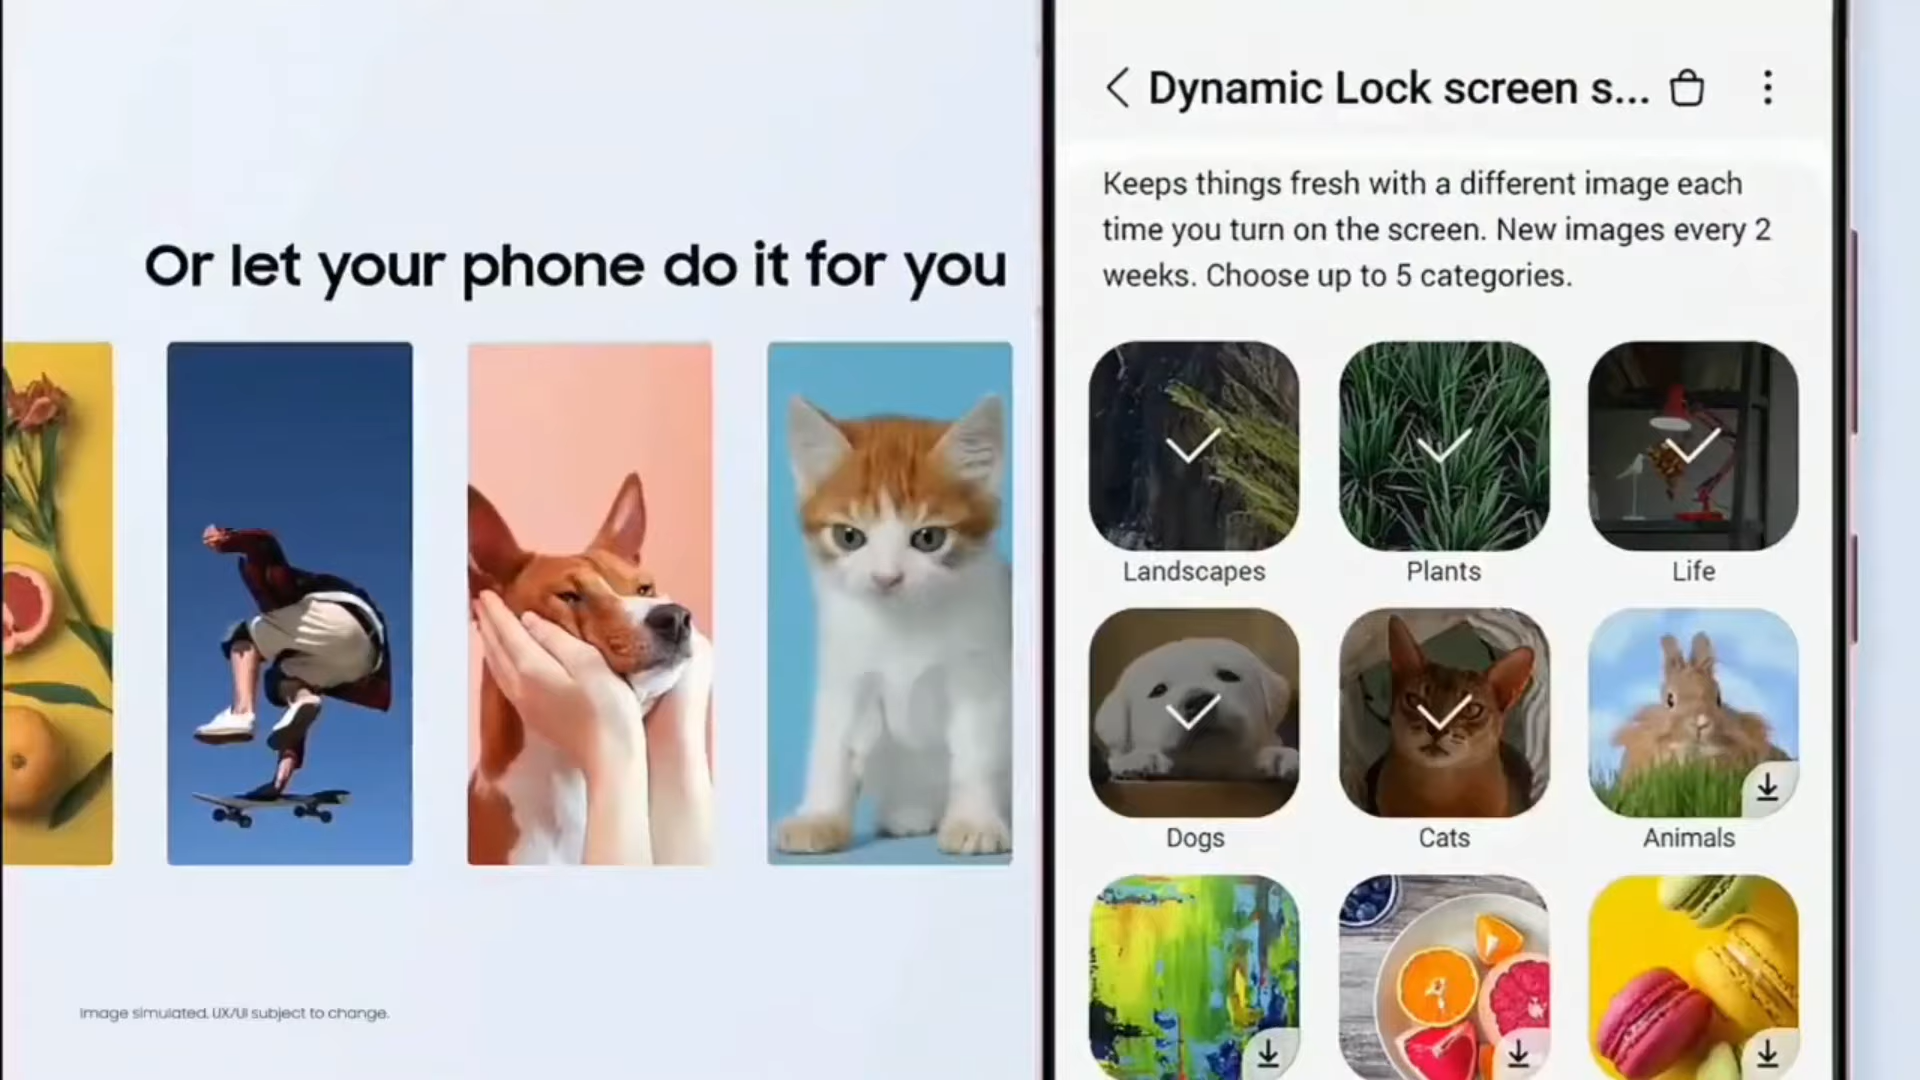 Or let your phone do it for you
Image simulated. UX/UI subject to change.
Dynamic Lock screen s...
Keeps things fresh with a different image each
time you turn on the screen. New images every 2
weeks. Choose up to 5 categories.
Landscapes
Plants
Life
Dogs
Cats
Animals